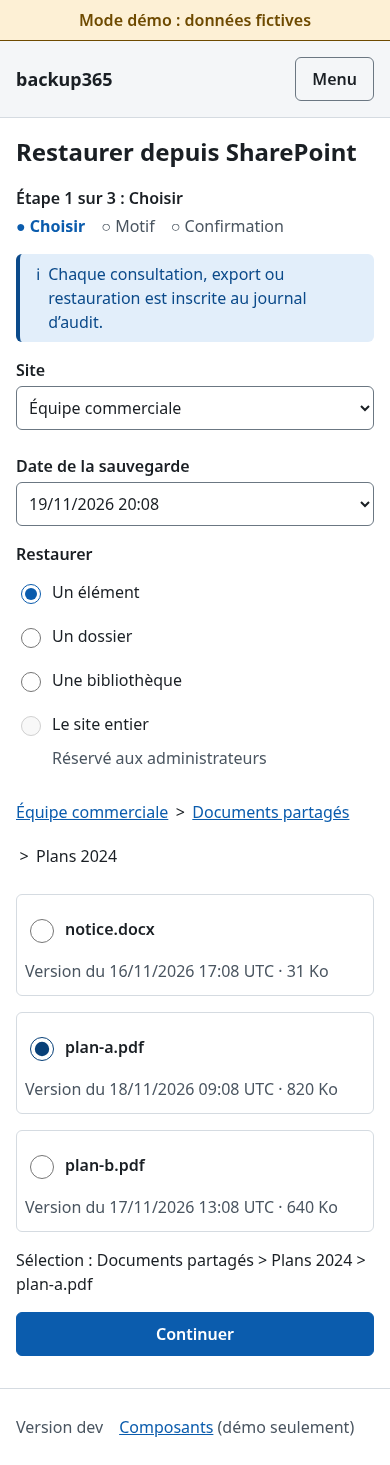 Mode démo : données fictives
backup365
Menu
Restaurer depuis SharePoint
Étape 1 sur 3 : Choisir
● Choisir ○ Motif ○ Confirmation
i Chaque consultation, export ou
restauration est inscrite au journal
d’audit.
Site
Équipe commerciale
Date de la sauvegarde
19/11/2026 20:08
Restaurer
Un élément
Un dossier
Une bibliothèque
Le site entier
Réservé aux administrateurs
Équipe commerciale > Documents partagés
> Plans 2024
notice.docx
Version du 16/11/2026 17:08 UTC · 31 Ko
plan-a.pdf
Version du 18/11/2026 09:08 UTC · 820 Ko
plan-b.pdf
Version du 17/11/2026 13:08 UTC · 640 Ko
Sélection : Documents partagés > Plans 2024 >
plan-a.pdf
Continuer
Version dev Composants (démo seulement)